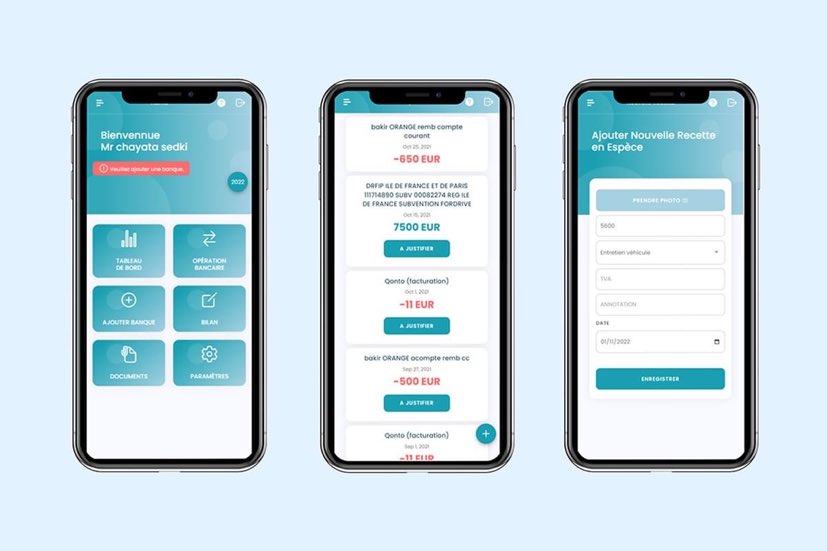 Bienvennue
Mr chayata sedki
Veuillez ajouter une banque.
2022
TABLEAU
DE BORD
OPÉRATION
BANCAIRE
AJOUTER BANQUE
BILAN
DOCUMENTS
PARAMÈTRES
bakir ORANGE remb compte
courant
Oct 25, 2021
-650 EUR
DRFIP ILE DE FRANCE ET DE PARIS
111714890 SUBV 00082274 REG ILE
DE FRANCE SUBVENTION FORDRIVE
Oct 15, 2021
7500 EUR
A JUSTIFIER
Qonto (facturation)
Oct 1, 2021
-11 EUR
A JUSTIFIER
bakir ORANGE acompte remb cc
Sep 27, 2021
-500 EUR
A JUSTIFIER
Qonto (facturation)
Sep 1, 2021
-11 EUR
Ajouter Nouvelle Recette
en Espèce
PRENDRE PHOTO
5600
Entretien véhicule
TVA
ANNOTATION
DATE
01/11/2022
ENREGISTRER